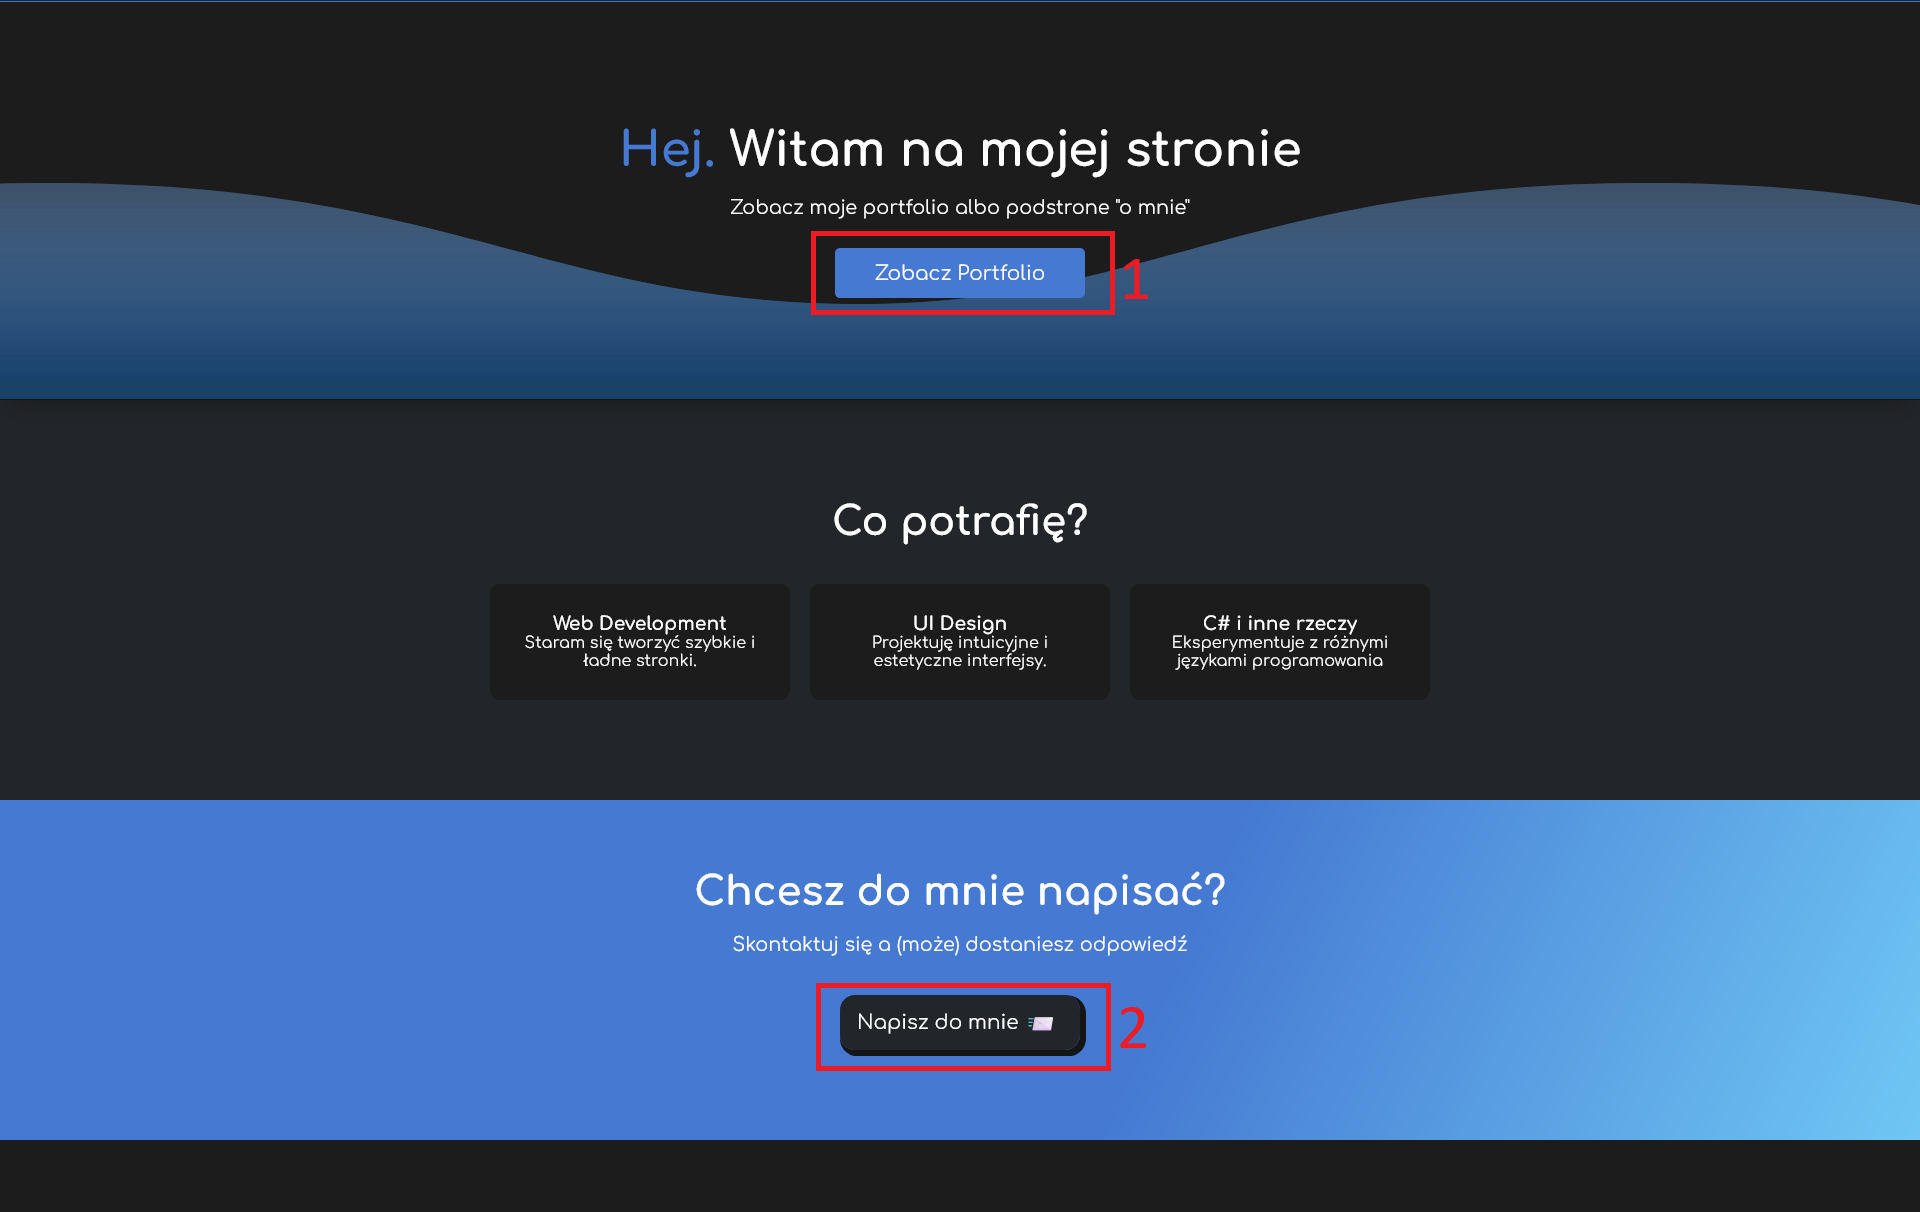 Hej. Witam na mojej stronie
Zobacz moje portfolio albo podstrone "o mnie"
Zobacz Portfolio
1
Co potrafię?
Web Development
Staram się tworzyć szybkie i
ładne stronki.
UI Design
Projektuję intuicyjne i
estetyczne interfejsy.
C# i inne rzeczy
Eksperymentuje z różnymi
językami programowania
Chcesz do mnie napisać?
Skontaktuj się a (może) dostaniesz odpowiedź
Napisz do mnie
2